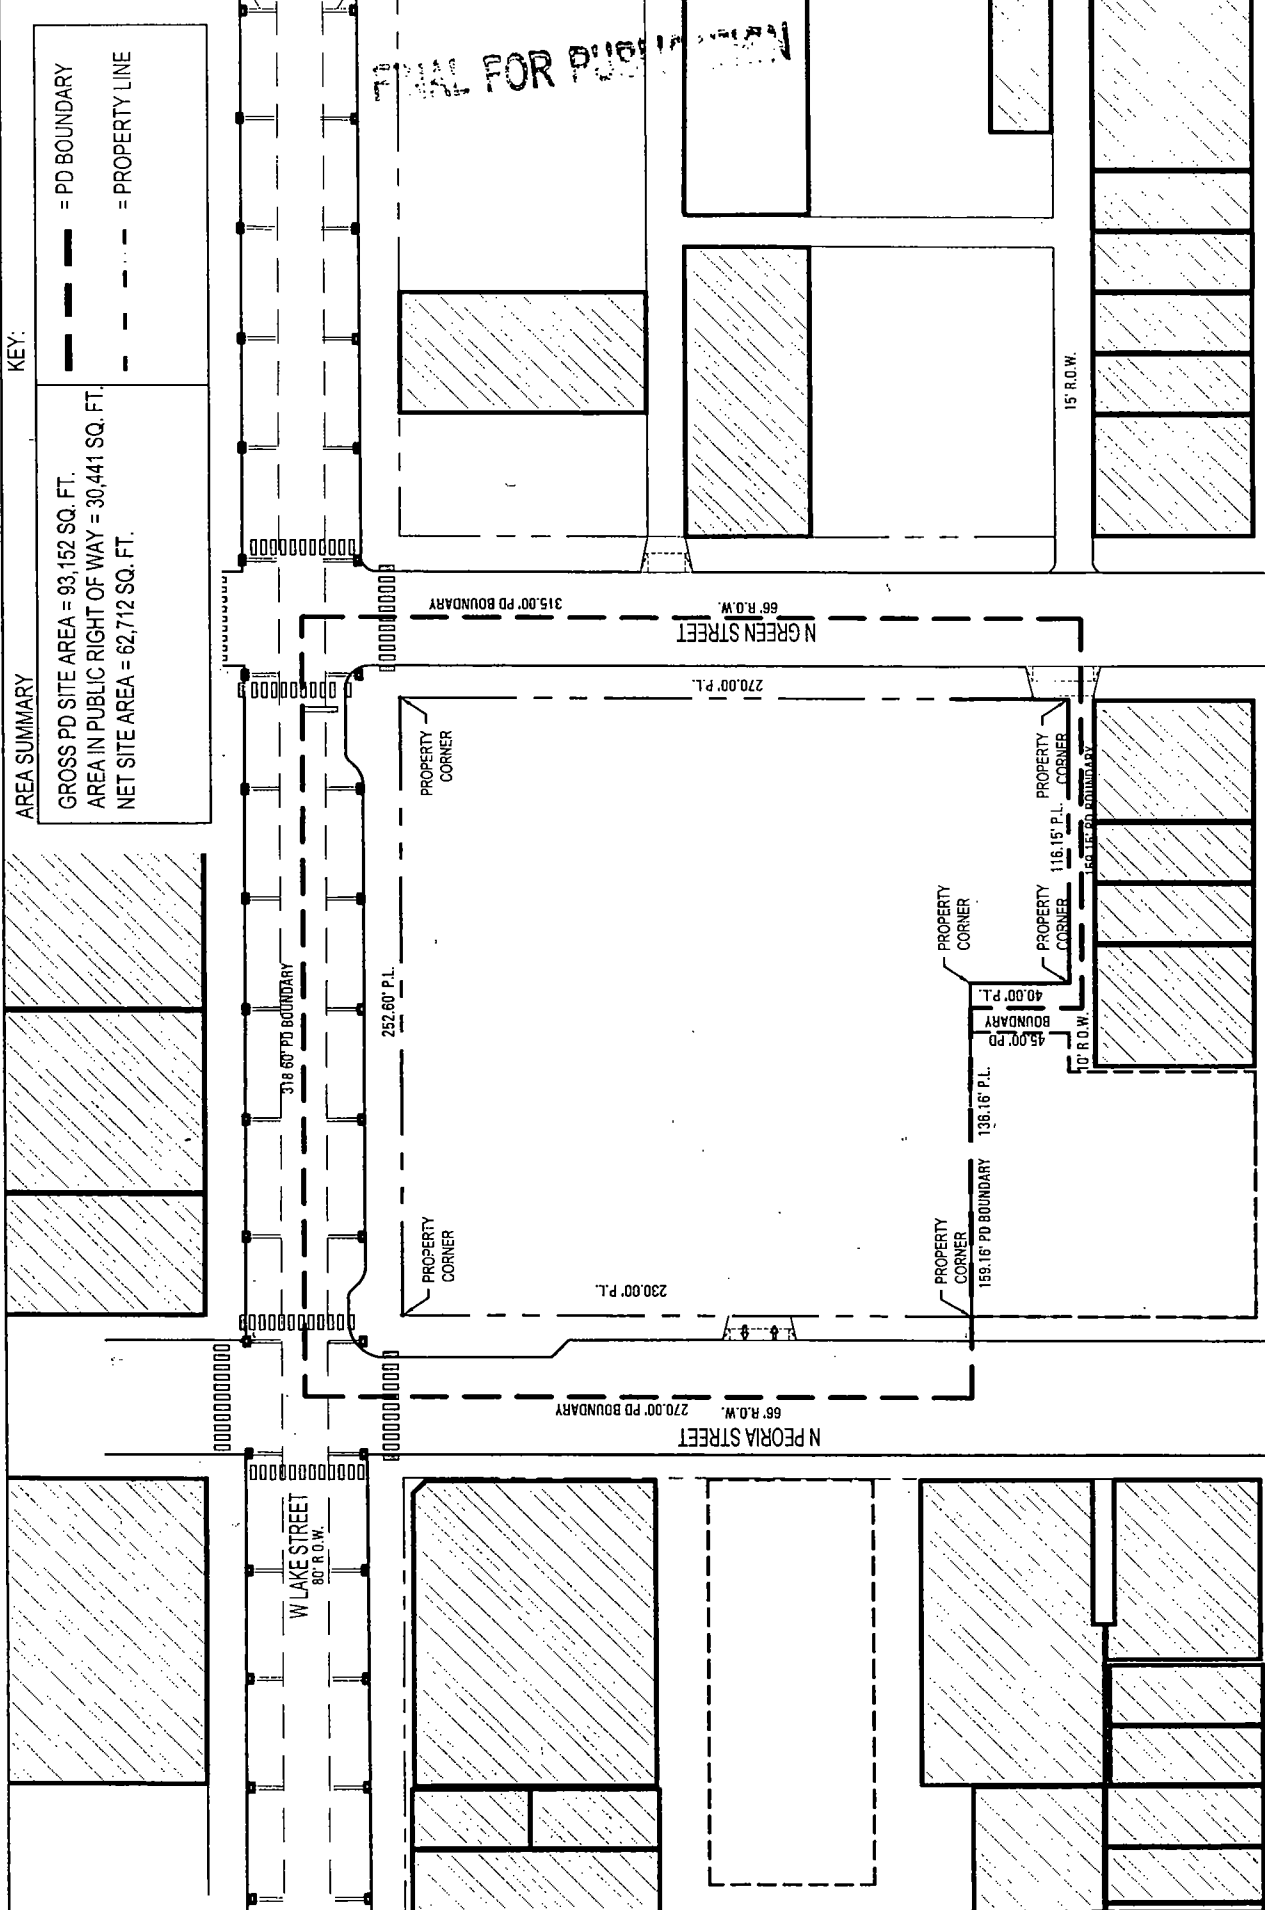 FINAL FOR
AREA SUMMARY
GROSS PD SITE AREA = 93,152 SQ. FT.
AREA IN PUBLIC RIGHT OF WAY = 30,441 SQ. FT.
NET SITE AREA = 62,712 SQ. FT.
KEY:
= PD BOUNDARY
= PROPERTY LINE
318 60' PD BOUNDARY
252.60' P.L.
PROPERTY
CORNER
PROPERTY
CORNER
315.00' PD BOUNDARY
66' R.O.W.
N GREEN STREET
270.00' P.L.
PROPERTY
CORNER
116.15' P.L.
159.16' PD BOUNDARY
PROPERTY
CORNER
PROPERTY
CORNER
40.00' P.L.
45.00' PD
BOUNDARY
10' R O.W.
136.16' P.L.
159.16' PD BOUNDARY
PROPERTY
CORNER
230.00' P.L.
270.00' PD BOUNDARY
66' R.O.W.
N PEORIA STREET
W LAKE STREET
80' R O.W.
15' R.O.W.